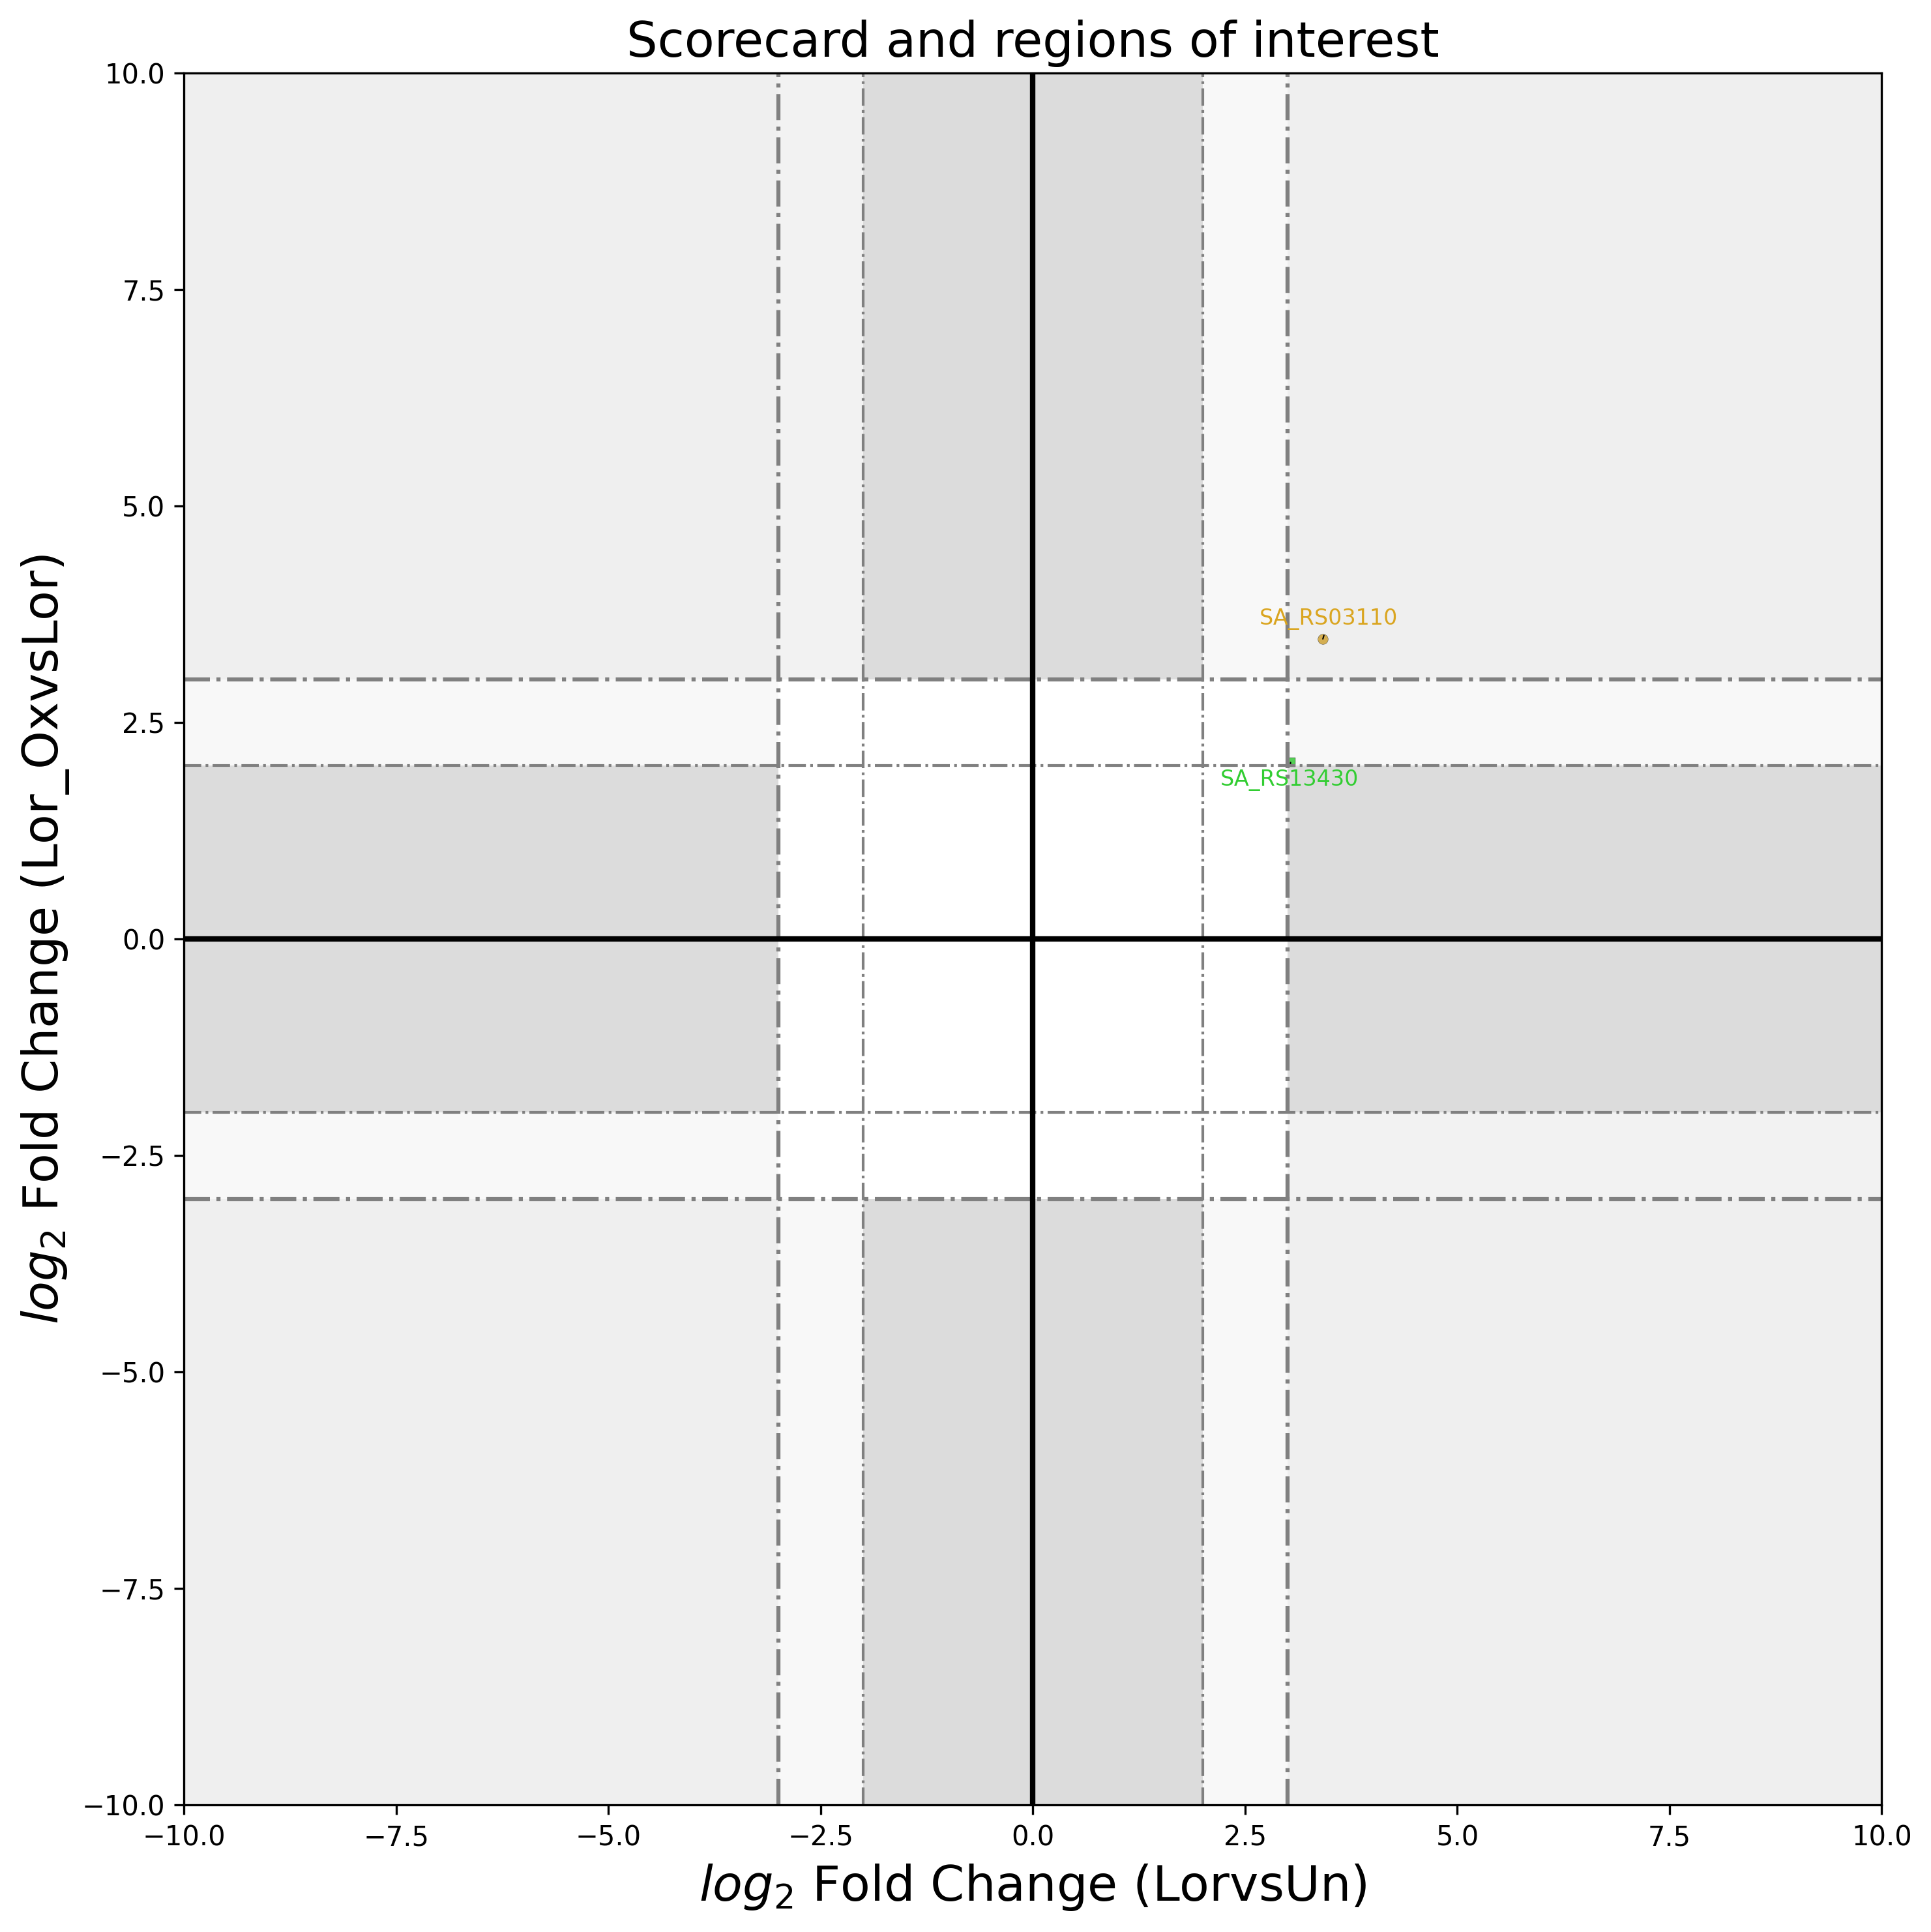 Scorecard and regions of interest
10.0
7.5
5.0
2.5
0.0
−2.5
−5.0
−7.5
−10.0
log2 Fold Change (Lor_OxvsLor)
SA_RS03110
SA_RS13430
−10.0 −7.5 −5.0 −2.5 0.0 2.5 5.0 7.5 10.0
log2 Fold Change (LorvsUn)